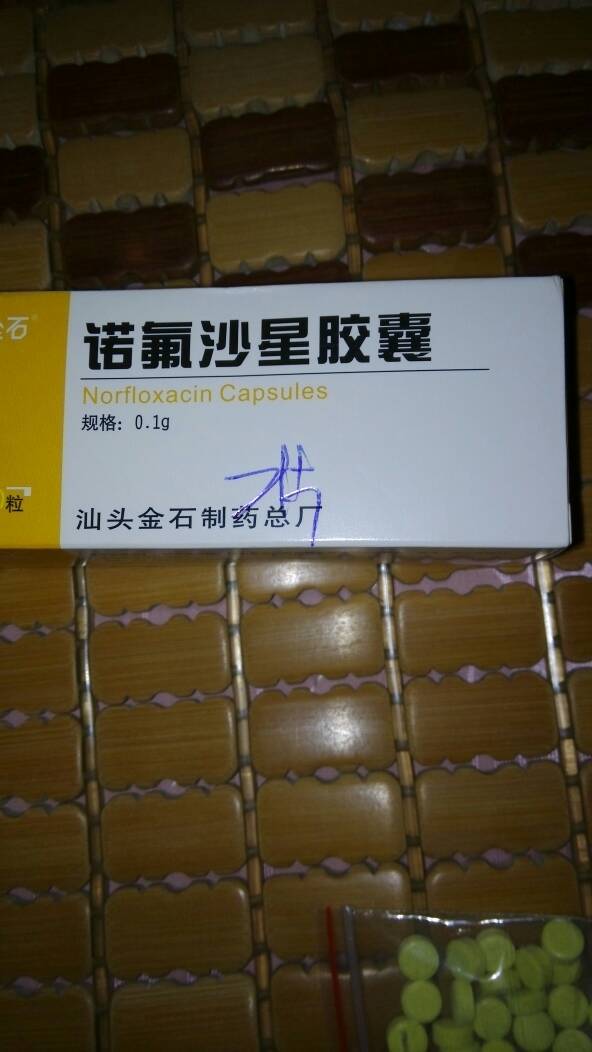 石®
诺氟沙星胶囊
Norfloxacin Capsules
规格: 0.1g
粒
汕头金石制药总厂